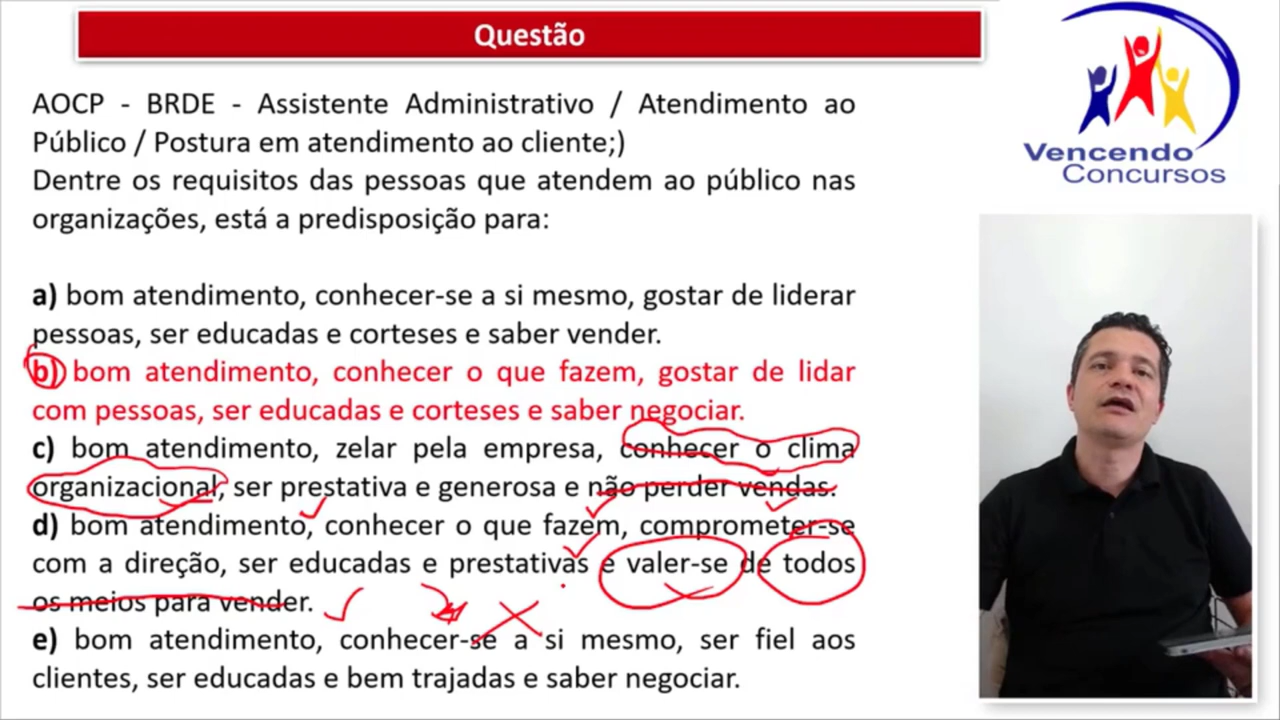 Questão
Vencendo
Concursos
AOCP - BRDE - Assistente Administrativo / Atendimento ao
Público / Postura em atendimento ao cliente;)
Dentre os requisitos das pessoas que atendem ao público nas
organizações, está a predisposição para:
a) bom atendimento, conhecer-se a si mesmo, gostar de liderar
pessoas, ser educadas e corteses e saber vender.
b) bom atendimento, conhecer o que fazem, gostar de lidar
com pessoas, ser educadas e corteses e saber negociar.
c) bom atendimento, zelar pela empresa, conhecer o clima
organizacional, ser prestativa e generosa e não perder vendas.
d) bom atendimento, conhecer o que fazem, comprometer-se
com a direção, ser educadas e prestativas e valer-se de todos
os meios para vender.
e) bom atendimento, conhecer-se a si mesmo, ser fiel aos
clientes, ser educadas e bem trajadas e saber negociar.